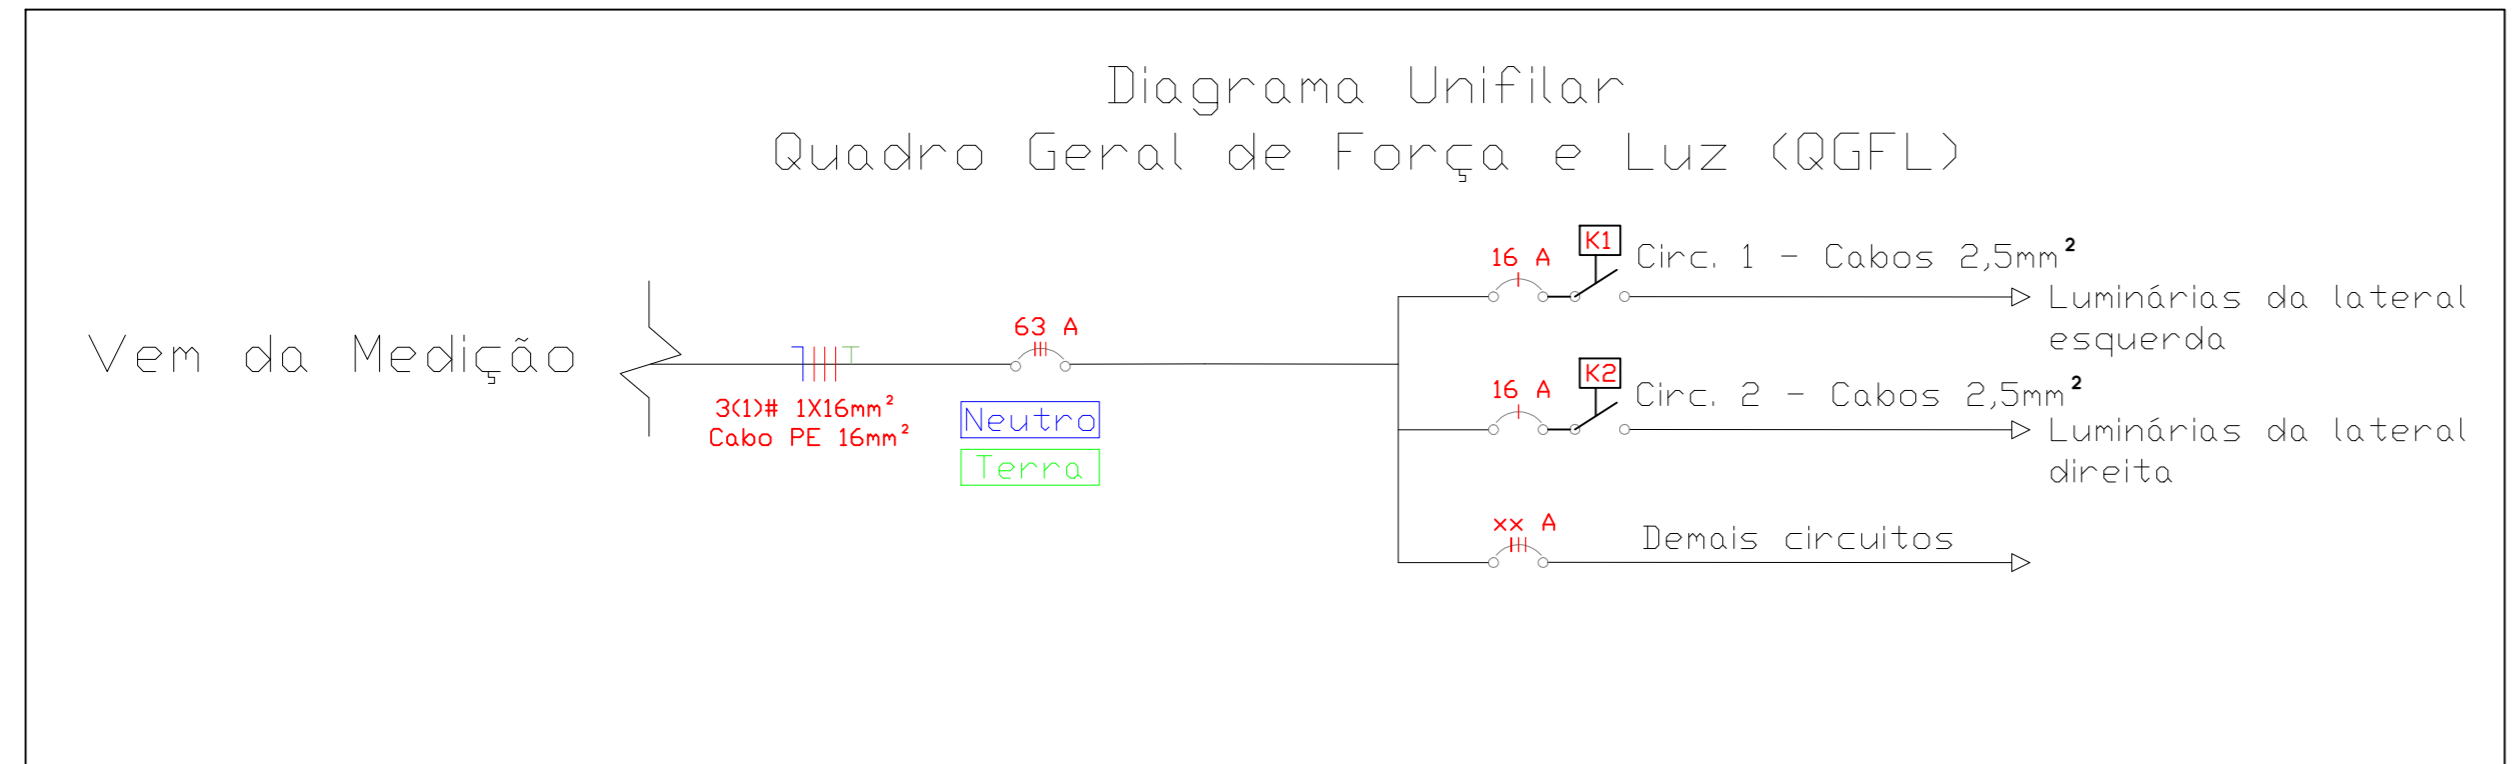 Diagrama Unifilar
Quadro Geral de Força e Luz (QGFL)
Vem da Medição
3(1)# 1X16mm²
Cabo PE 16mm²
63 A
Neutro
Terra
16 A
K1
Circ. 1 - Cabos 2,5mm²
Luminárias da lateral
esquerda
16 A
K2
Circ. 2 - Cabos 2,5mm²
Luminárias da lateral
direita
xx A
Demais circuitos